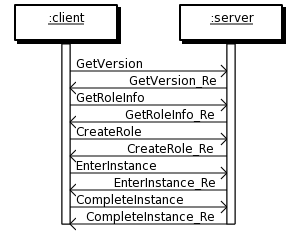 :client
:server
GetVersion
GetVersion_Re
GetRoleInfo
GetRoleInfo_Re
CreateRole
CreateRole_Re
EnterInstance
EnterInstance_Re
CompleteInstance
CompleteInstance_Re